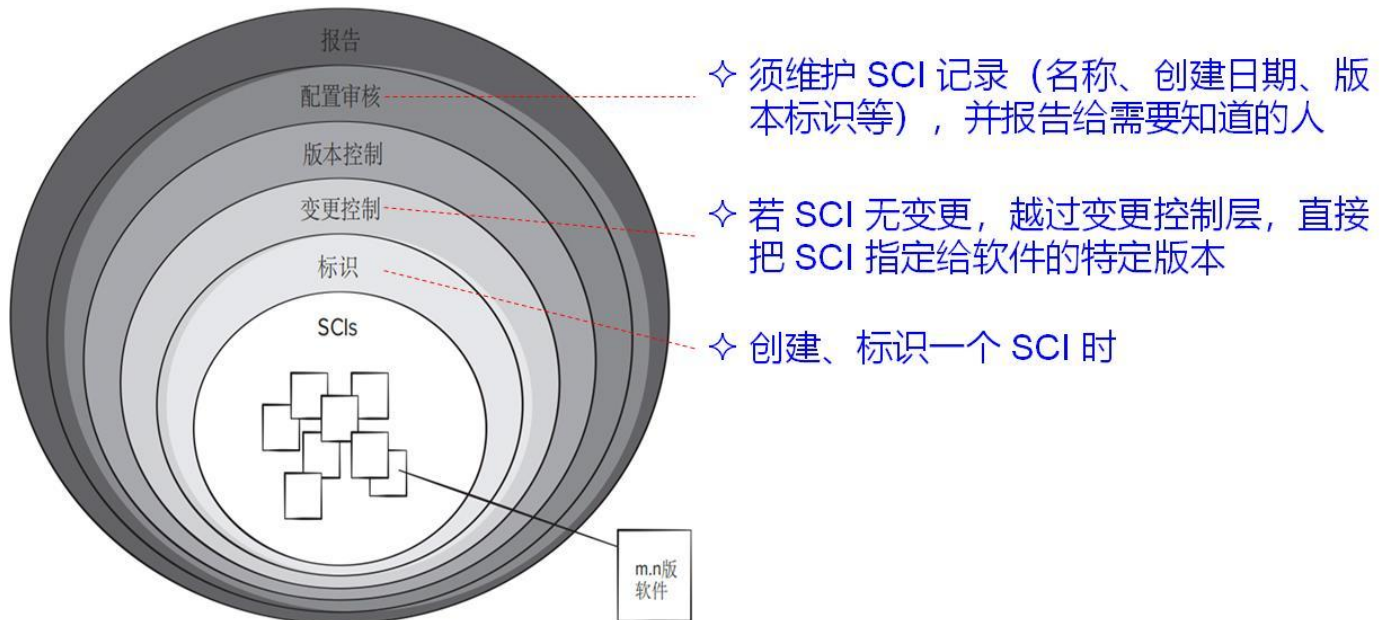 报告
配置审核
版本控制
变更控制
标识
SCIs
m.n版
软件
✧ 须维护 SCI 记录（名称、创建日期、版
本标识等），并报告给需要知道的人
✧ 若 SCI 无变更，越过变更控制层，直接
把 SCI 指定给软件的特定版本
✧ 创建、标识一个 SCI 时